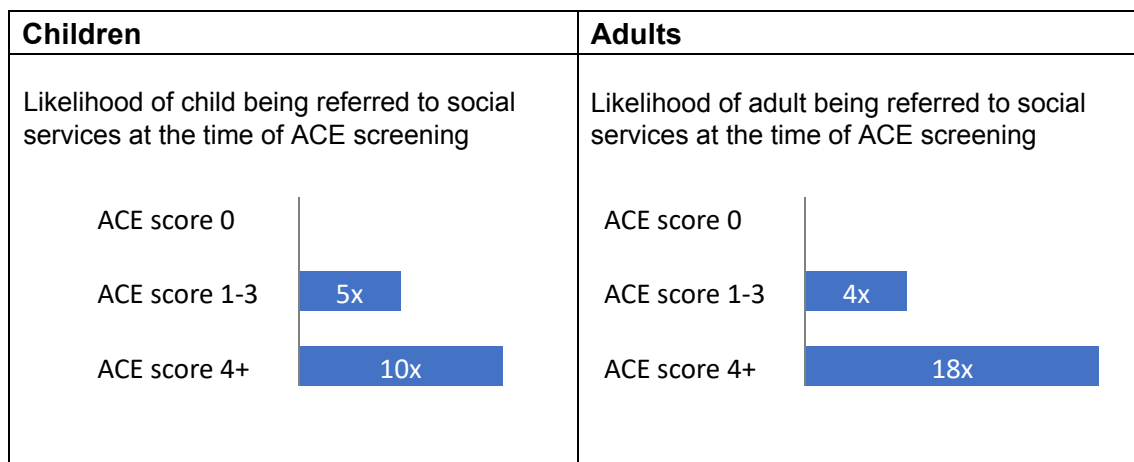 Children
Likelihood of child being referred to social
services at the time of ACE screening
ACE score 0
ACE score 1-3
5x
ACE score 4+
10x
Adults
Likelihood of adult being referred to social
services at the time of ACE screening
ACE score 0
ACE score 1-3
4x
ACE score 4+
18x